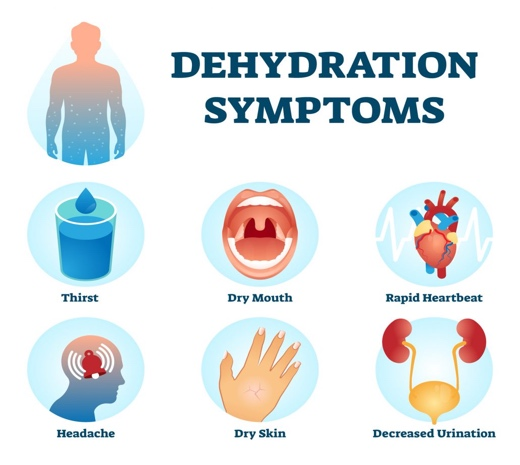 DEHYDRATION
SYMPTOMS
Thirst
Dry Mouth
Rapid Heartbeat
Headache
Dry Skin
Decreased Urination